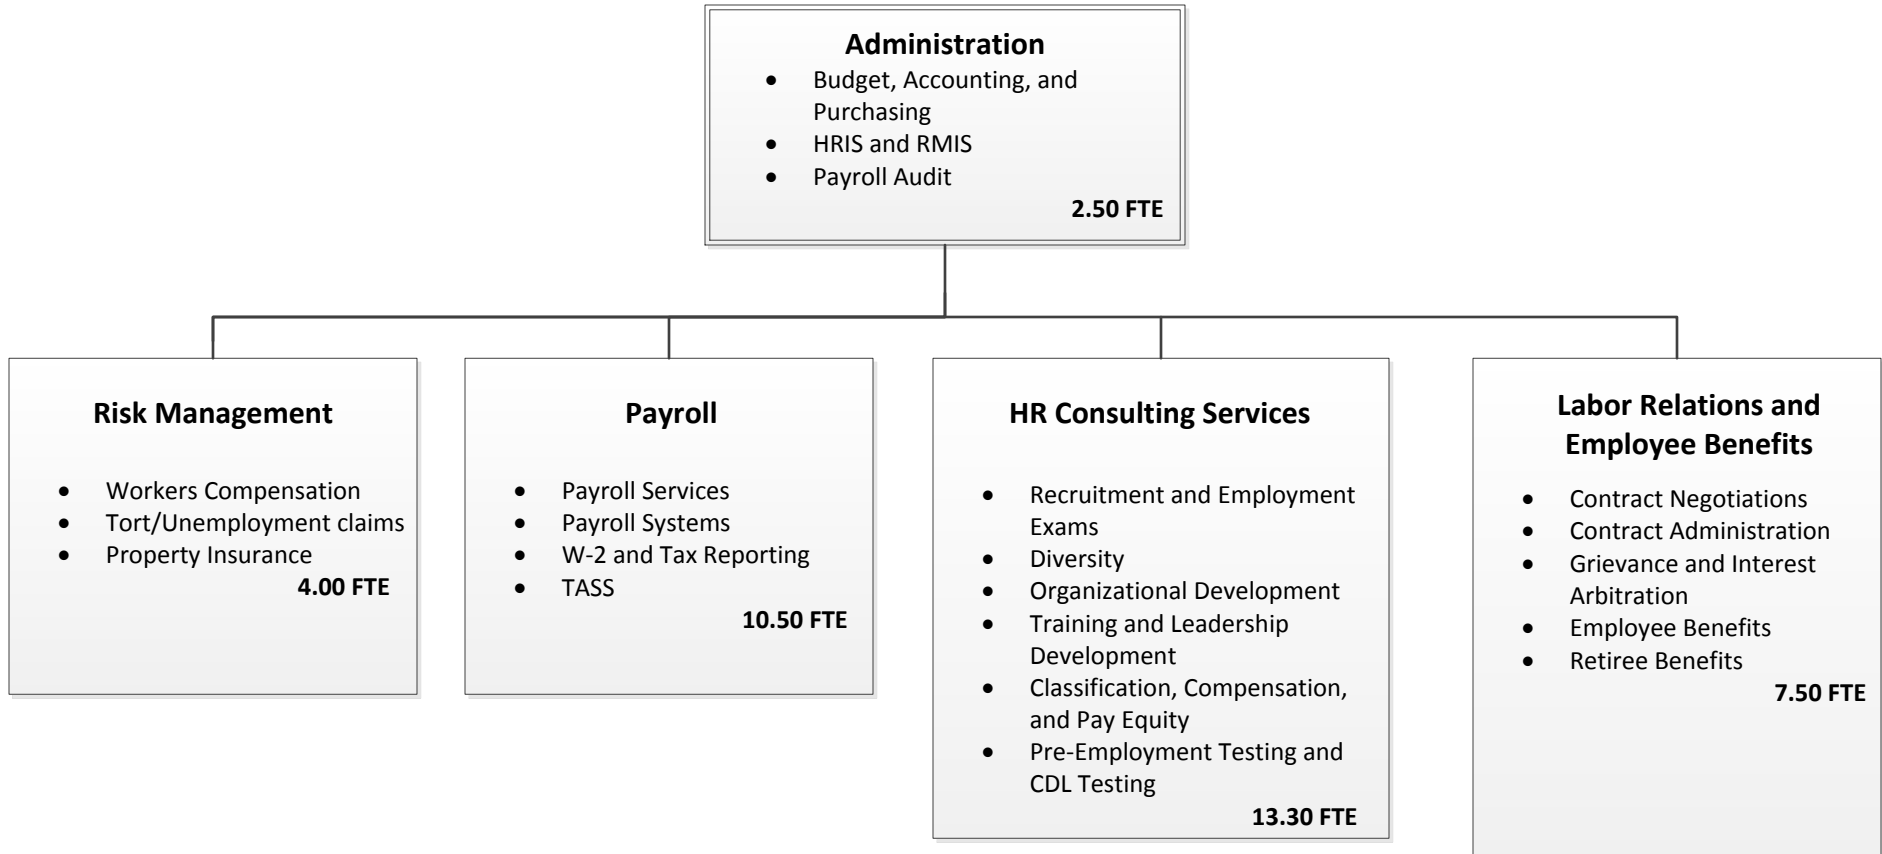 Administration
• Budget, Accounting, and
Purchasing
• HRIS and RMIS
• Payroll Audit
2.50 FTE
Risk Management
• Workers Compensation
• Tort/Unemployment claims
• Property Insurance
4.00 FTE
Payroll
• Payroll Services
• Payroll Systems
• W-2 and Tax Reporting
• TASS
10.50 FTE
HR Consulting Services
• Recruitment and Employment
Exams
• Diversity
• Organizational Development
• Training and Leadership
Development
• Classification, Compensation,
and Pay Equity
• Pre-Employment Testing and
CDL Testing
13.30 FTE
Labor Relations and
Employee Benefits
• Contract Negotiations
• Contract Administration
• Grievance and Interest
Arbitration
• Employee Benefits
• Retiree Benefits
7.50 FTE